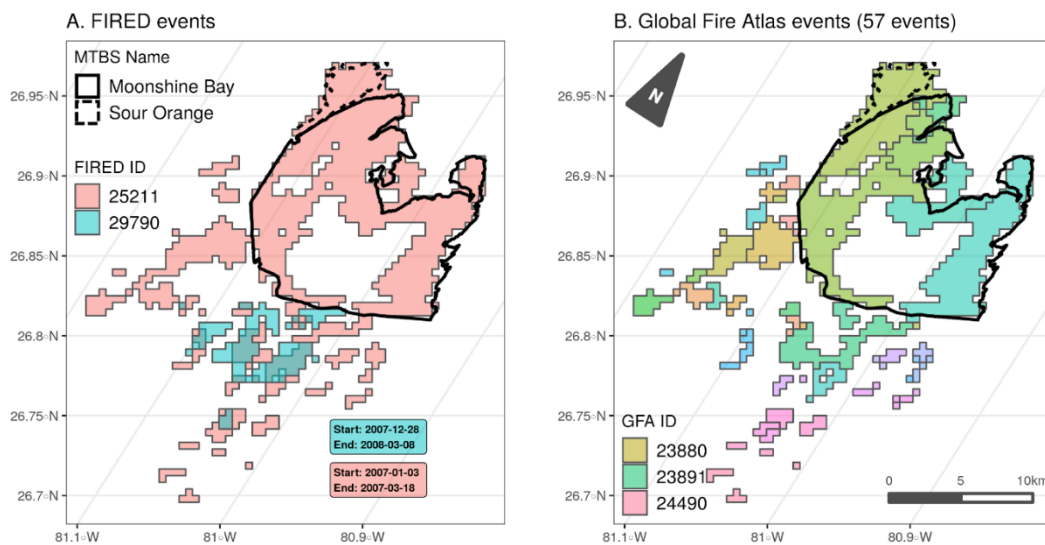 A. FIRED events
MTBS Name
Moonshine Bay
Sour Orange
FIRED ID
25211
29790
Start: 2007-12-28
End: 2008-03-08
Start: 2007-01-03
End: 2007-03-18
26.95°N
26.9°N
26.85°N
26.8°N
26.75°N
26.7°N
81.1°W
81°W
80.9°W
B. Global Fire Atlas events (57 events)
N
GFA ID
23880
23891
24490
0
5
10km
26.95°N
26.9°N
26.85°N
26.8°N
26.75°N
26.7°N
81.1°W
81°W
80.9°W